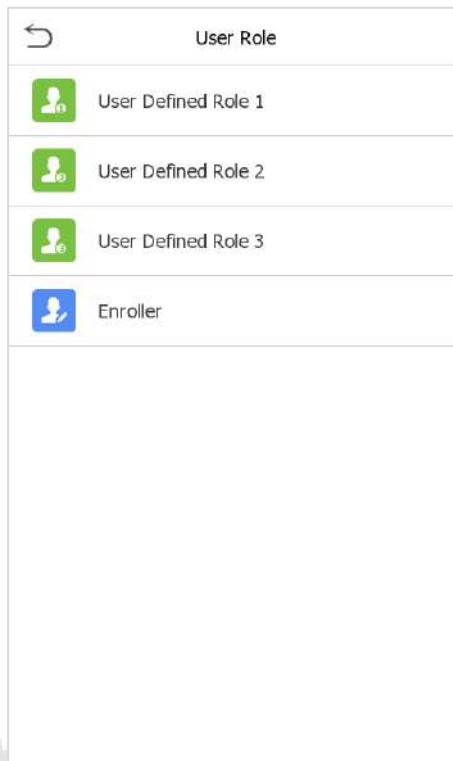 User Role
User Defined Role 1
User Defined Role 2
User Defined Role 3
Enroller